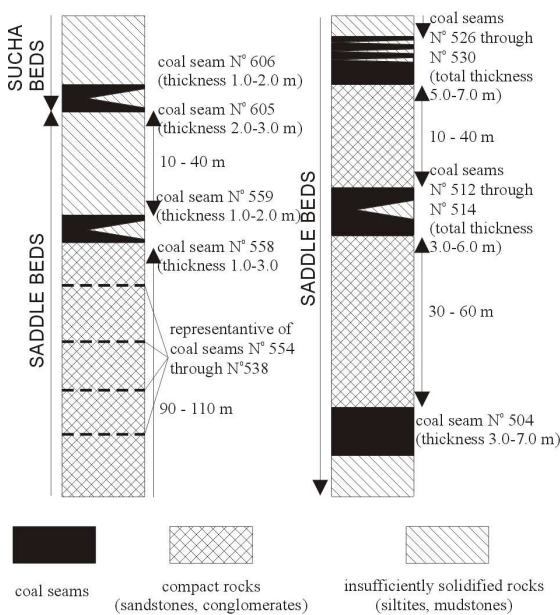 SUCHA
BEDS
coal seam N° 606
(thickness 1.0-2.0 m)
coal seam N° 605
(thickness 2.0-3.0 m)
10 - 40 m
coal seam N° 559
(thickness 1.0-2.0 m)
coal seam N° 558
(thickness 1.0-3.0
SADDLE BEDS
representantive of
coal seams N° 554
through N°538
90 - 110 m
coal seams
N° 526 through
N° 530
(total thickness
5.0-7.0 m)
10 - 40 m
coal seams
N° 512 through
N° 514
(total thickness
3.0-6.0 m)
SADDLE BEDS
30 - 60 m
coal seam N° 504
(thickness 3.0-7.0 m)
coal seams
compact rocks
(sandstones, conglomerates)
insufficiently solidified rocks
(siltites, mudstones)